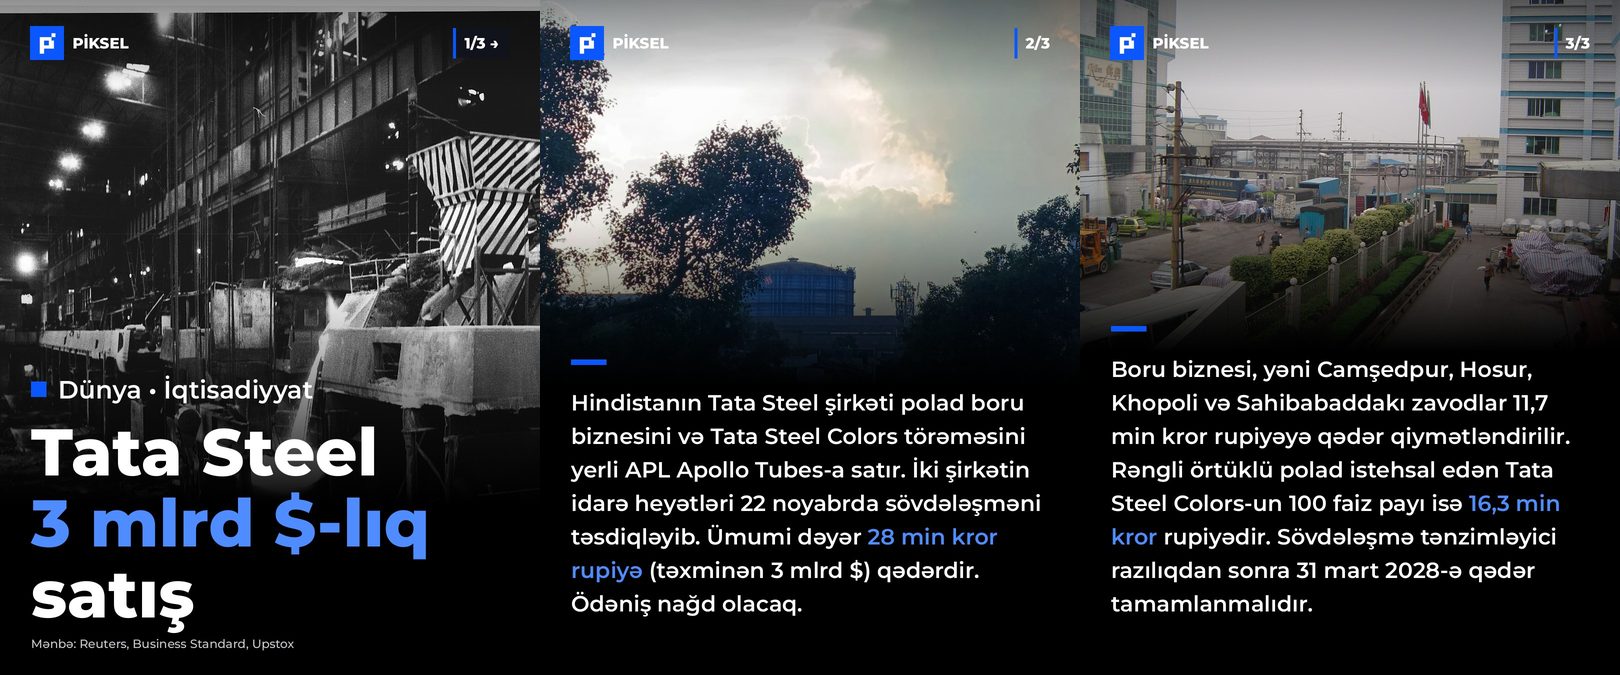 PİKSEL
1/3 →
Dünya • İqtisadiyyat
Tata Steel
3 mlrd $-lıq
satış
Mənbə: Reuters, Business Standard, Upstox
PİKSEL
2/3
Hindistanın Tata Steel şirkəti polad boru
biznesini və Tata Steel Colors törəməsini
yerli APL Apollo Tubes-a satır. İki şirkətin
idarə heyətləri 22 noyabrda sövdələşməni
təsdiqləyib. Ümumi dəyər 28 min kror
rupiyə (təxminən 3 mlrd $) qədərdir.
Ödəniş nağd olacaq.
PİKSEL
3/3
Boru biznesi, yəni Camşedpur, Hosur,
Khopoli və Sahibabaddakı zavodlar 11,7
min kror rupiyəyə qədər qiymətləndirilir.
Rəngli örtüklü polad istehsal edən Tata
Steel Colors-un 100 faiz payı isə 16,3 min
kror rupiyədir. Sövdələşmə tənzimləyici
razılıqdan sonra 31 mart 2028-ə qədər
tamamlanmalıdır.